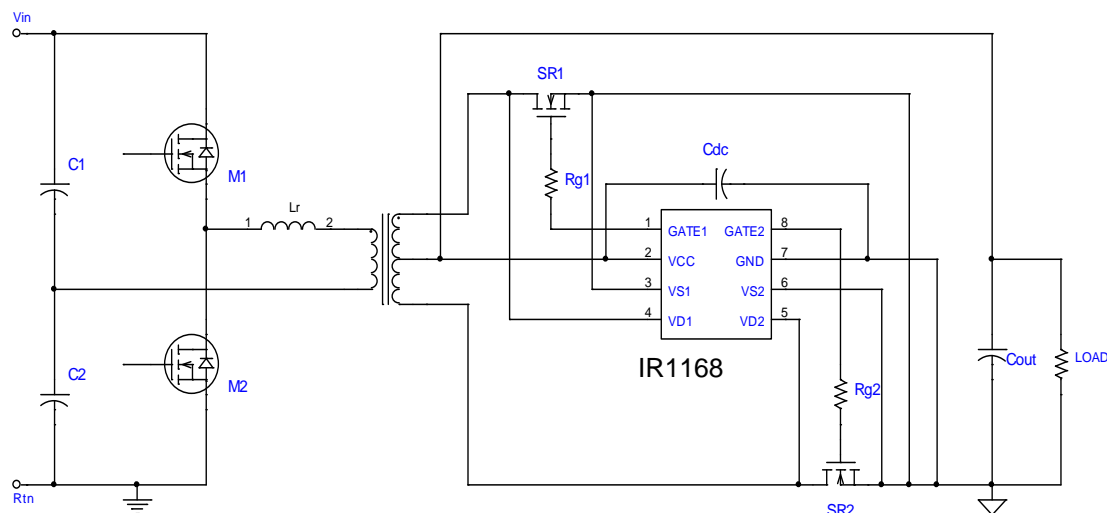 Vin
SR1
C1
M1
Cdc
Rg1
1 Lr 2
1 GATE1 GATE2 8
2 VCC GND 7
3 VS1 VS2 6
4 VD1 VD2 5
IR1168
Cout
LOAD
C2
M2
Rg2
Rtn
SR2